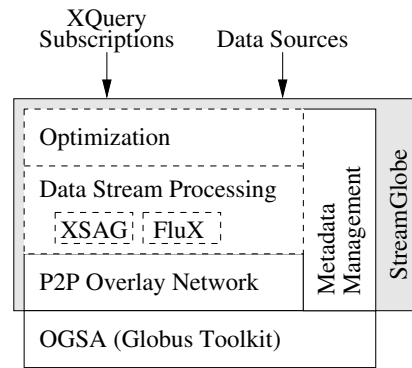 XQuery
Subscriptions
Data Sources
Optimization
Data Stream Processing
XSAG
FluX
P2P Overlay Network
OGSA (Globus Toolkit)
Metadata
Management
StreamGlobe